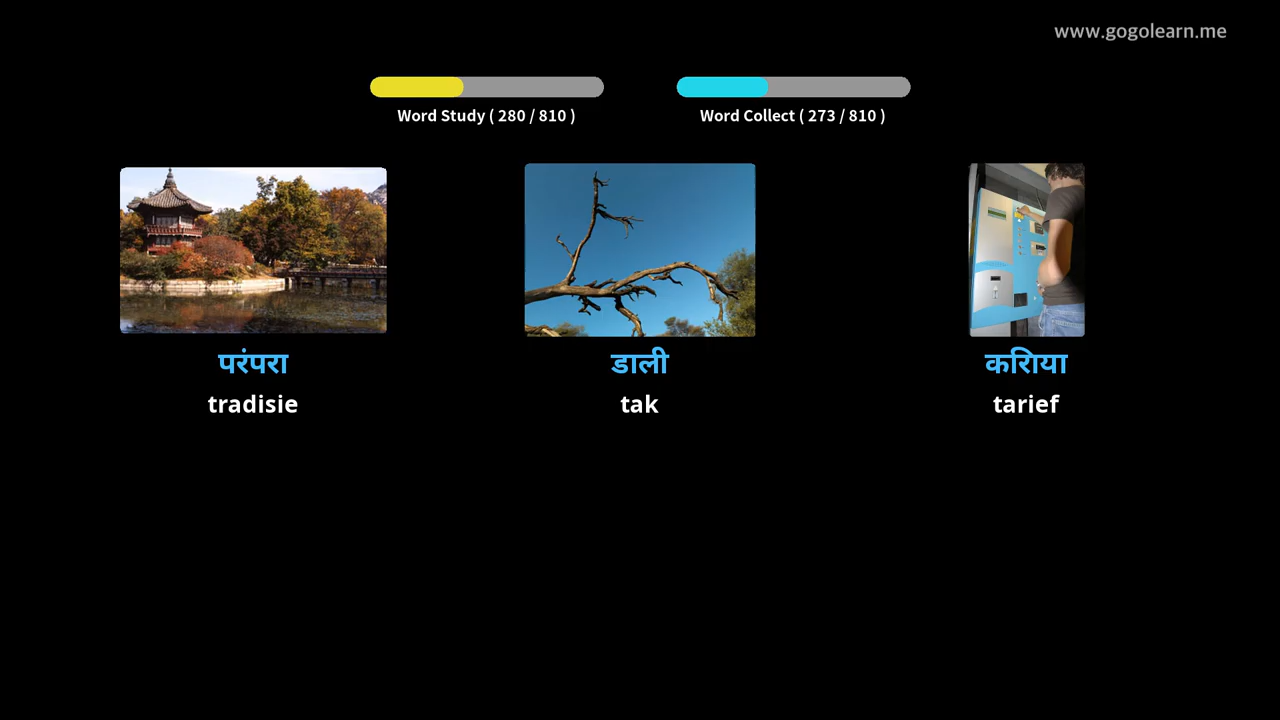 www.gogolearn.me
Word Study ( 280 / 810 )
Word Collect ( 273 / 810 )
परंपरा
डाली
करिाया
tradisie
tak
tarief